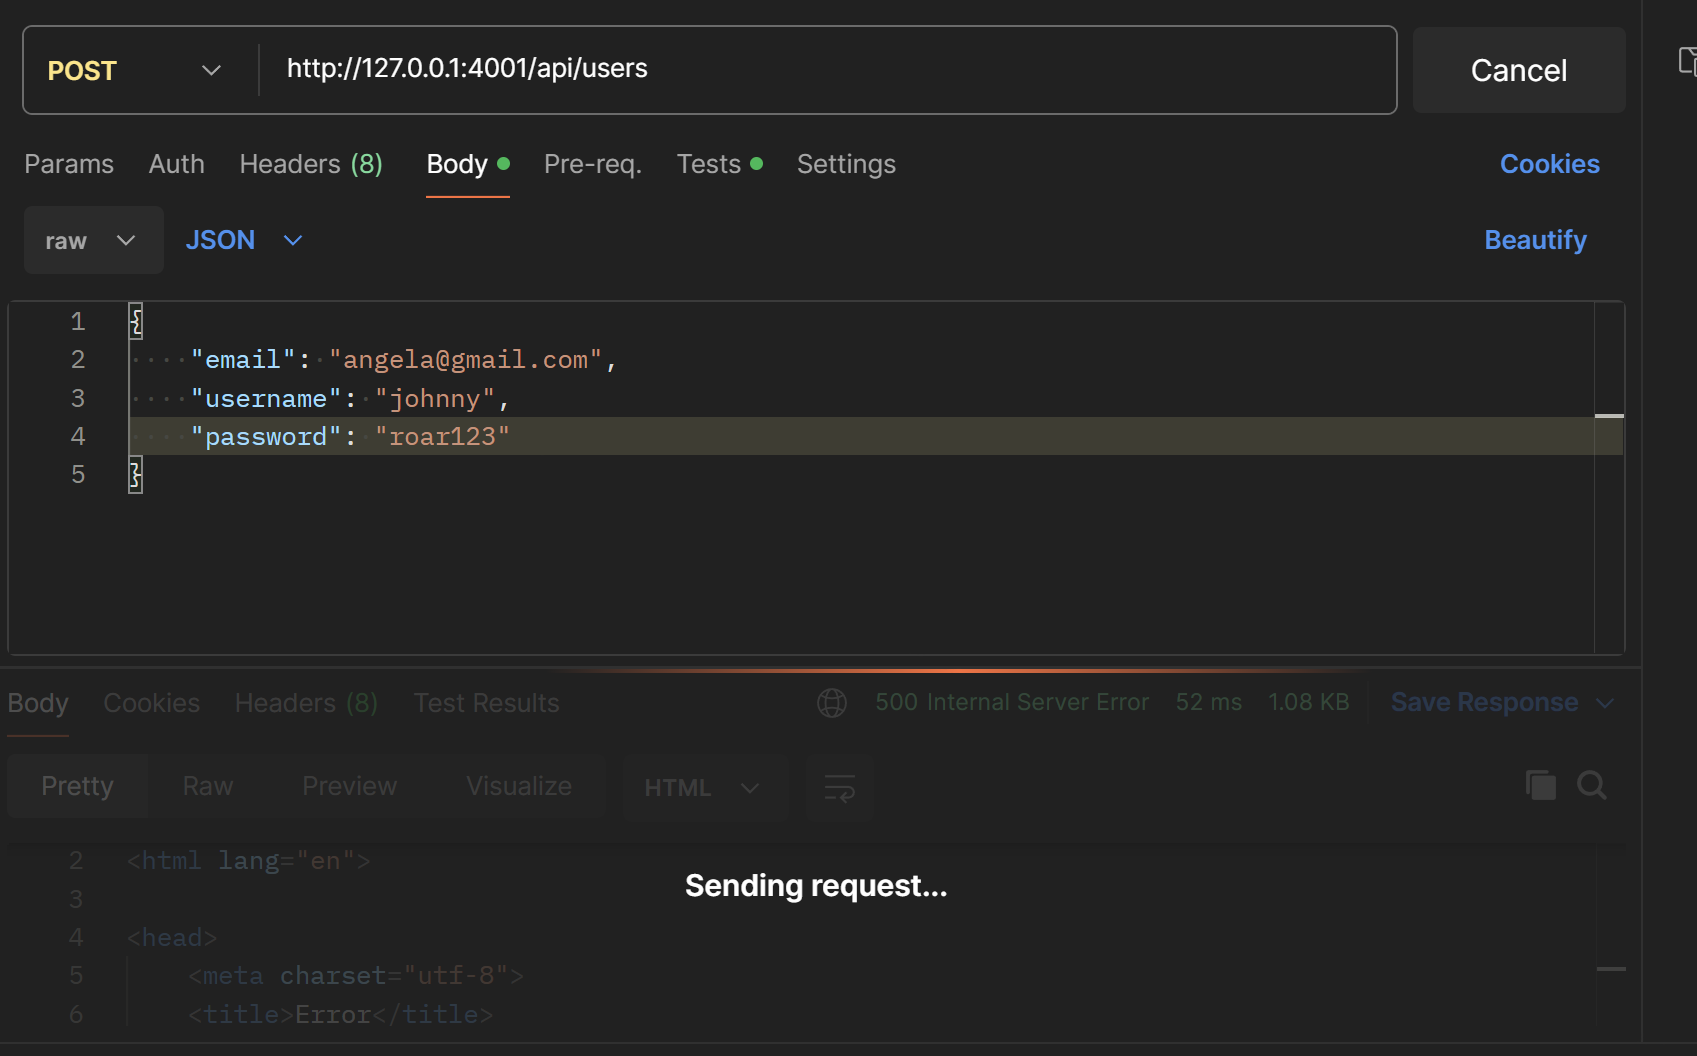 POST http://127.0.0.1:4001/api/users Cancel
Params Auth Headers (8) Body Pre-req. Tests Settings Cookies
raw JSON Beautify
1 {
2 "email": "angela@gmail.com",
3 "username": "johnny",
4 "password": "roar123"
5 }
Body Cookies Headers (8) Test Results 500 Internal Server Error 52 ms 1.08 KB Save Response
Pretty Raw Preview Visualize HTML
2 <html lang="en">
Sending request...
3
4 <head>
5 <meta charset="utf-8">
6 <title>Error</title>